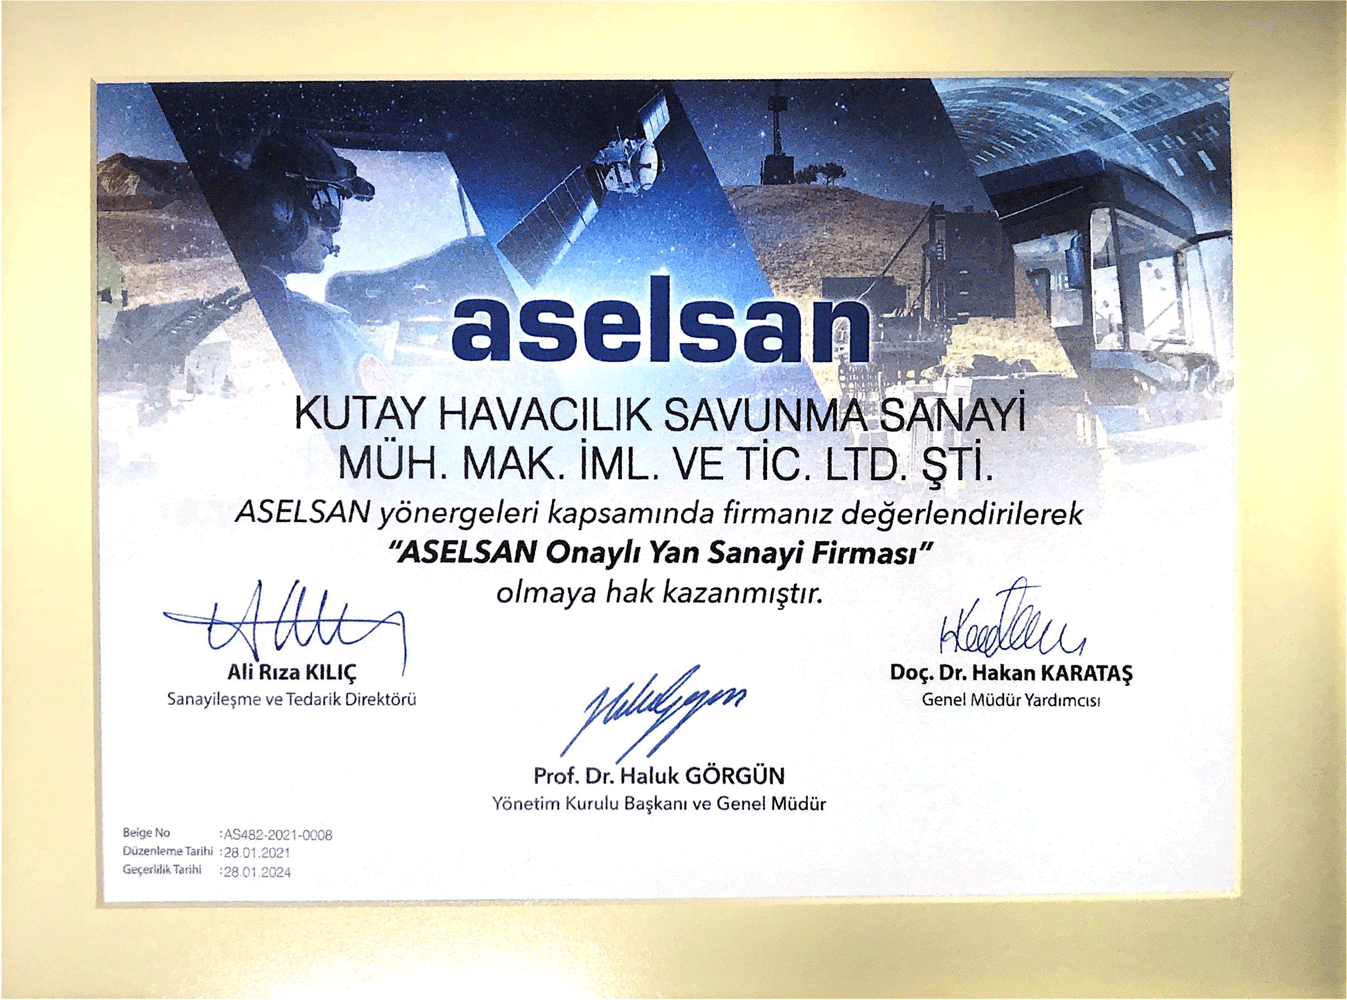 aselsan
KUTAY HAVACILIK SAVUNMA SANAYİ
MÜH. MAK. İML. VE TİC. LTD. ŞTİ.
ASELSAN yönergeleri kapsamında firmanız değerlendirilerek
“ASELSAN Onaylı Yan Sanayi Firması”
olmaya hak kazanmıştır.
Ali Rıza KILIÇ
Sanayileşme ve Tedarik Direktörü
Doç. Dr. Hakan KARATAŞ
Genel Müdür Yardımcısı
Prof. Dr. Haluk GÖRGÜN
Yönetim Kurulu Başkanı ve Genel Müdür
Belge No :AS482-2021-0008
Düzenleme Tarihi :28.01.2021
Geçerlilik Tarihi :28.01.2024